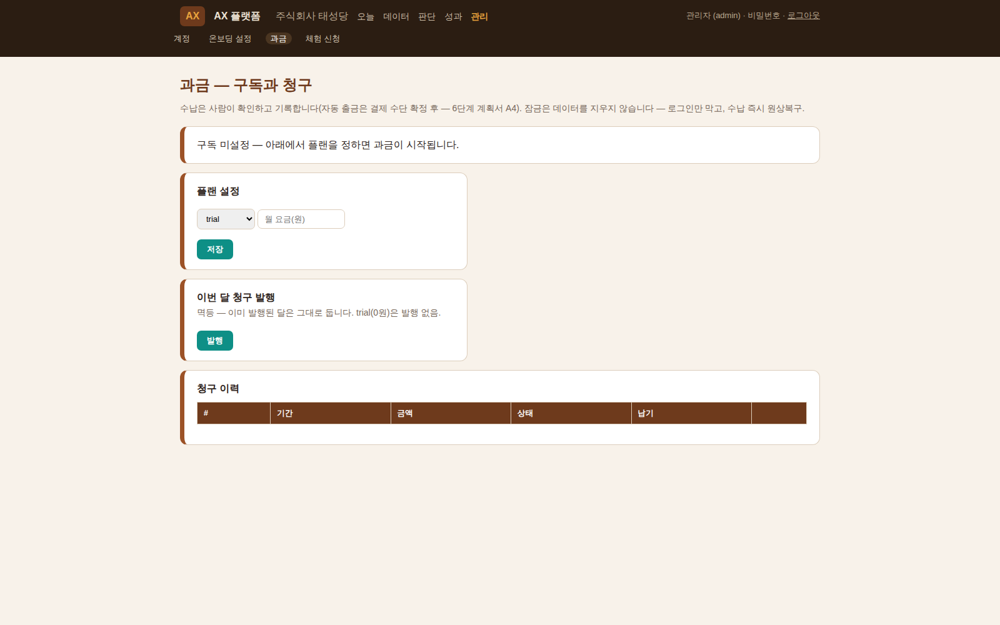 AX AX 플랫폼 주식회사 태성당 오늘 데이터 판단 성과 관리 관리자 (admin) · 비밀번호 · 로그아웃
계정 온보딩 설정 과금 체험 신청
과금 — 구독과 청구
수납은 사람이 확인하고 기록합니다(자동 출금은 결제 수단 확정 후 — 6단계 계획서 A4). 잠금은 데이터를 지우지 않습니다 — 로그인만 막고, 수납 즉시 원상복구.
구독 미설정 — 아래에서 플랜을 정하면 과금이 시작됩니다.
플랜 설정
trial 월 요금(원)
저장
이번 달 청구 발행
멱등 — 이미 발행된 달은 그대로 둡니다. trial(0원)은 발행 없음.
발행
청구 이력
# 기간 금액 상태 납기